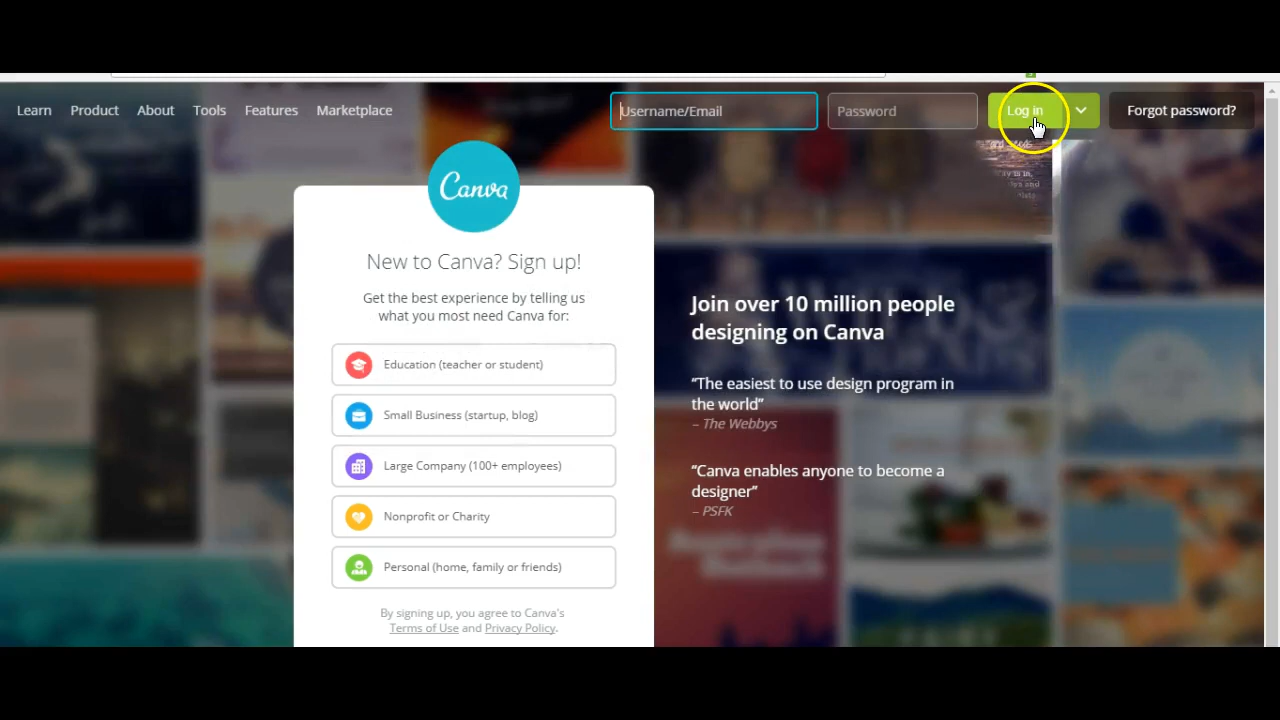 Learn Product About Tools Features Marketplace Username/Email Password Log in Forgot password?
Canva
New to Canva? Sign up!
Get the best experience by telling us
what you most need Canva for:
Education (teacher or student)
Small Business (startup, blog)
Large Company (100+ employees)
Nonprofit or Charity
Personal (home, family or friends)
By signing up, you agree to Canva's
Terms of Use and Privacy Policy.
Join over 10 million people
designing on Canva
“The easiest to use design program in
the world”
– The Webbys
“Canva enables anyone to become a
designer”
– PSFK